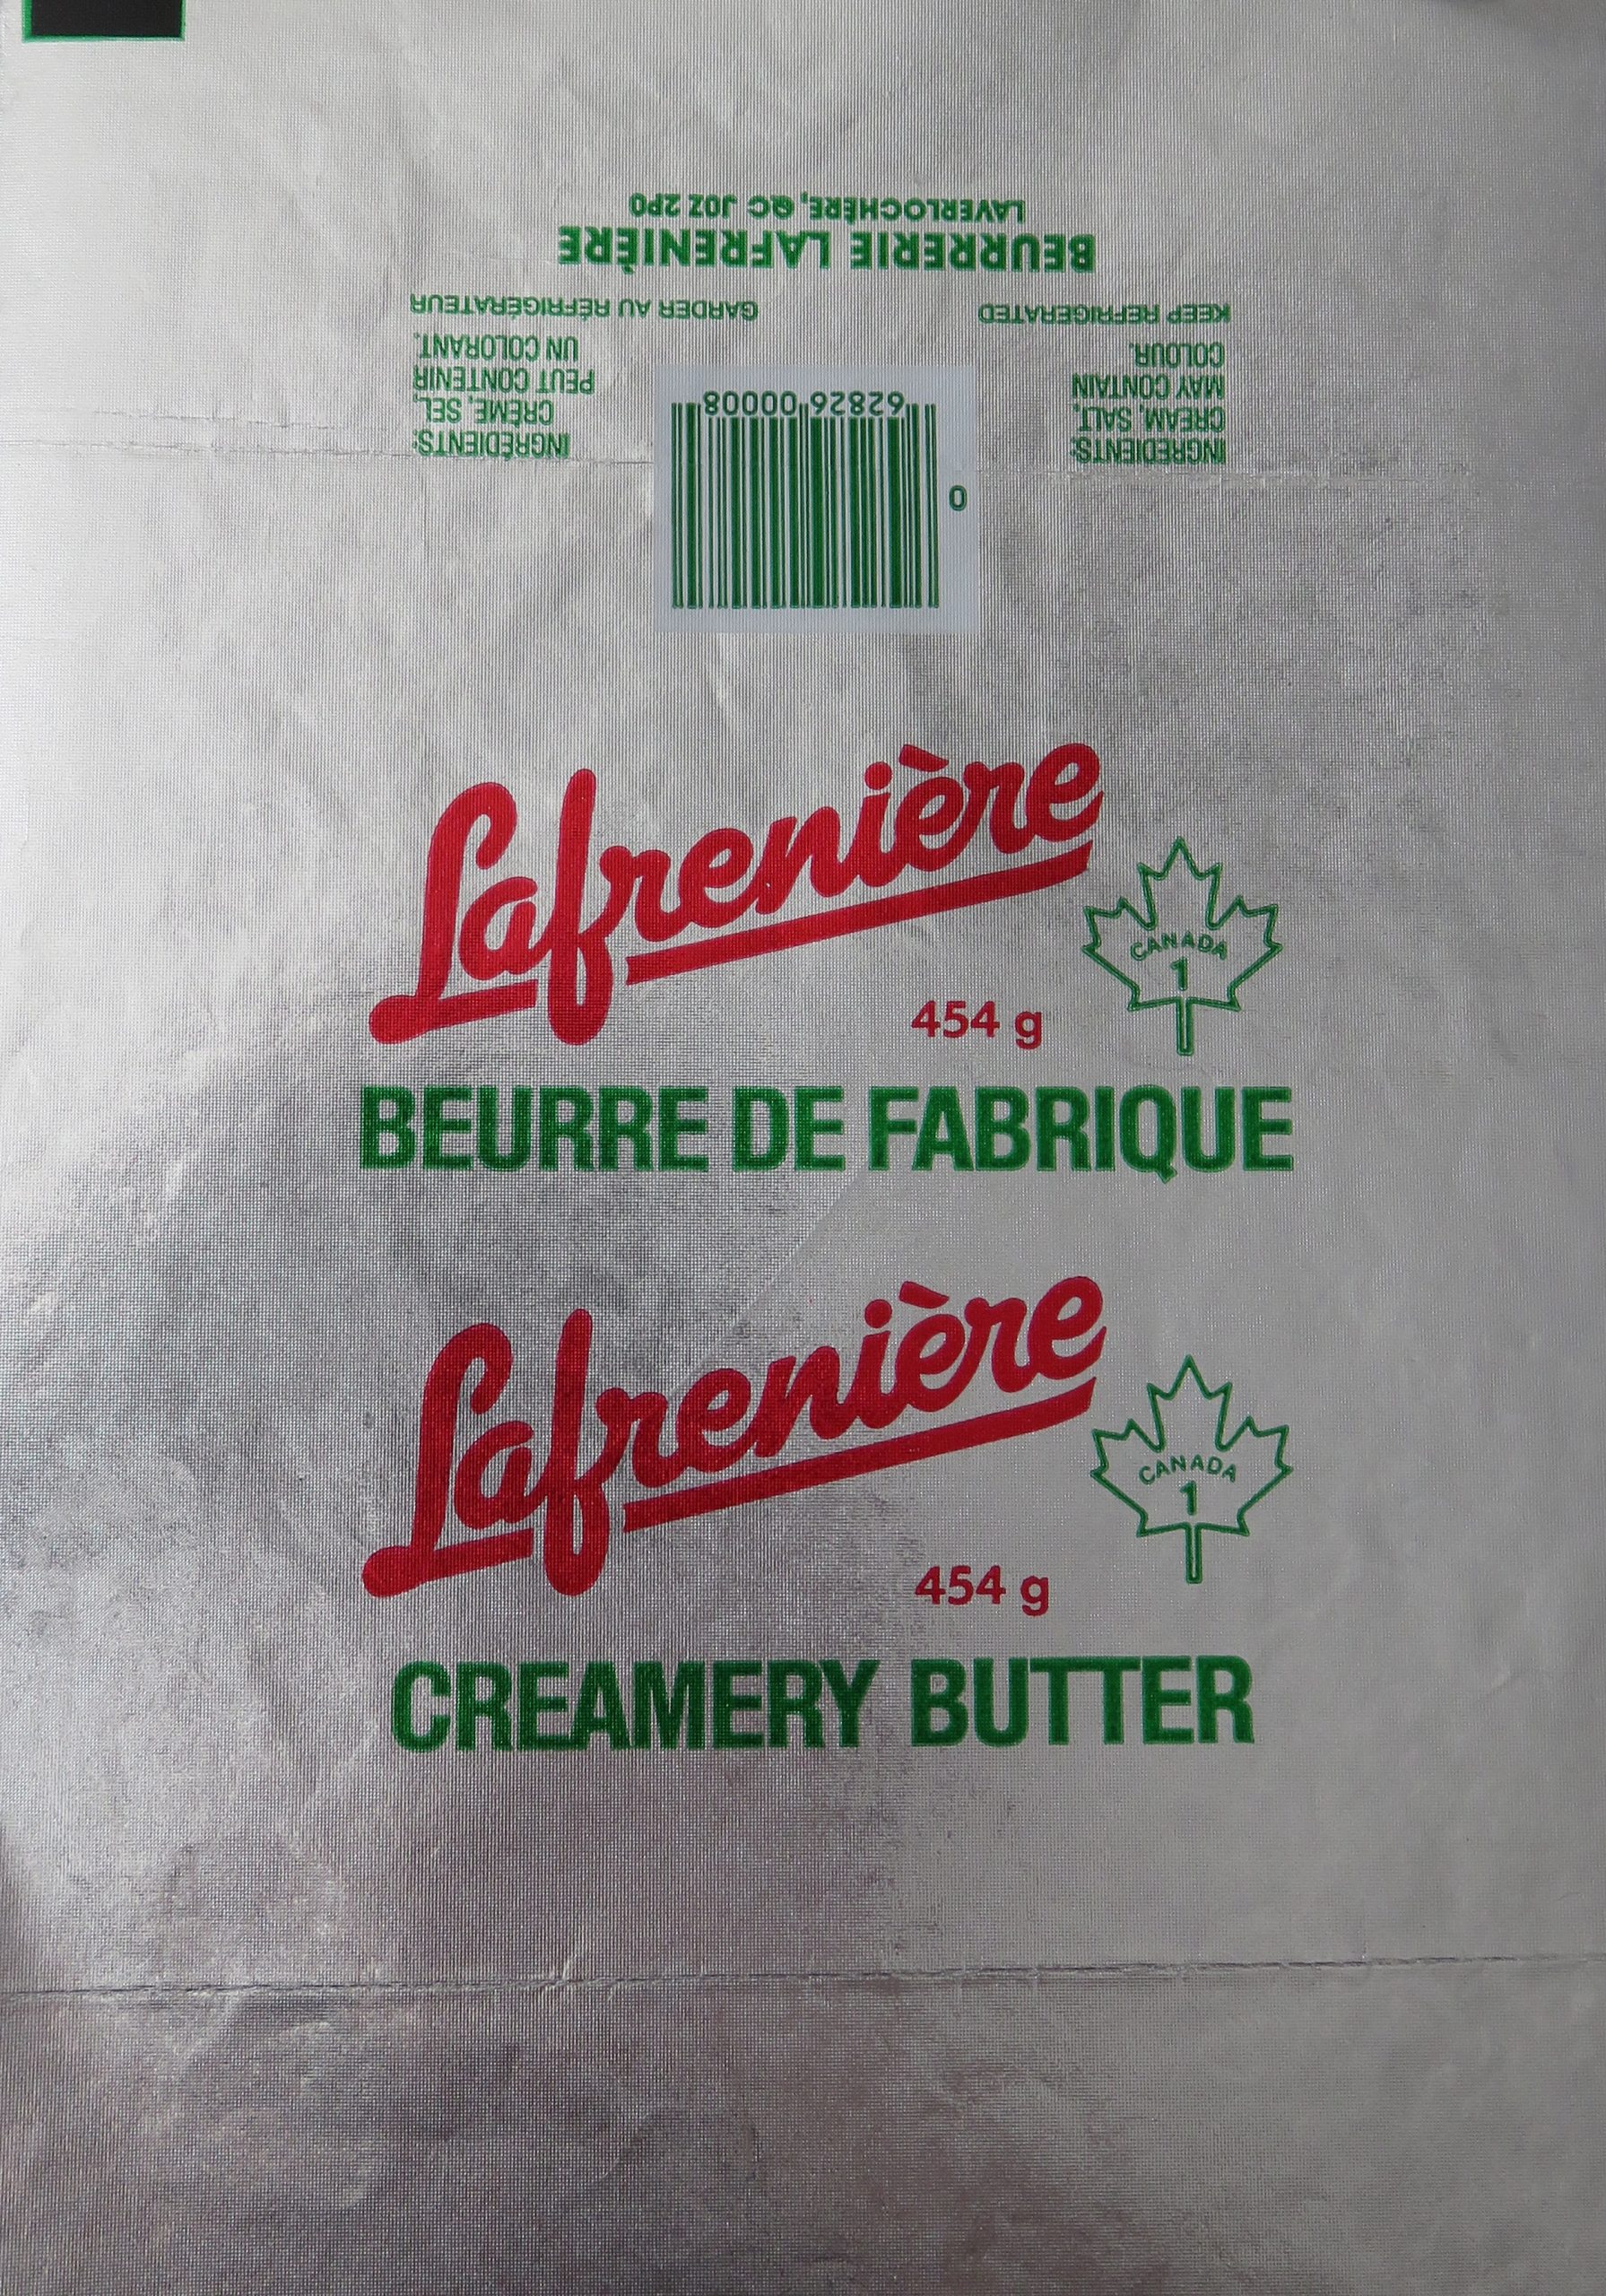 BEURRERIE LAFRENIÈRE
LAVERLOCHÈRE, QC J0Z 2P0
KEEP REFRIGERATED
GARDER AU RÉFRIGÉRATEUR
INGREDIENTS:
CREAM, SALT,
MAY CONTAIN
COLOUR.
0
62826 00008
INGRÉDIENTS:
CRÈME, SEL,
PEUT CONTENIR
UN COLORANT.
Lafrenière
CANADA
1
454 g
BEURRE DE FABRIQUE
Lafrenière
CANADA
1
454 g
CREAMERY BUTTER